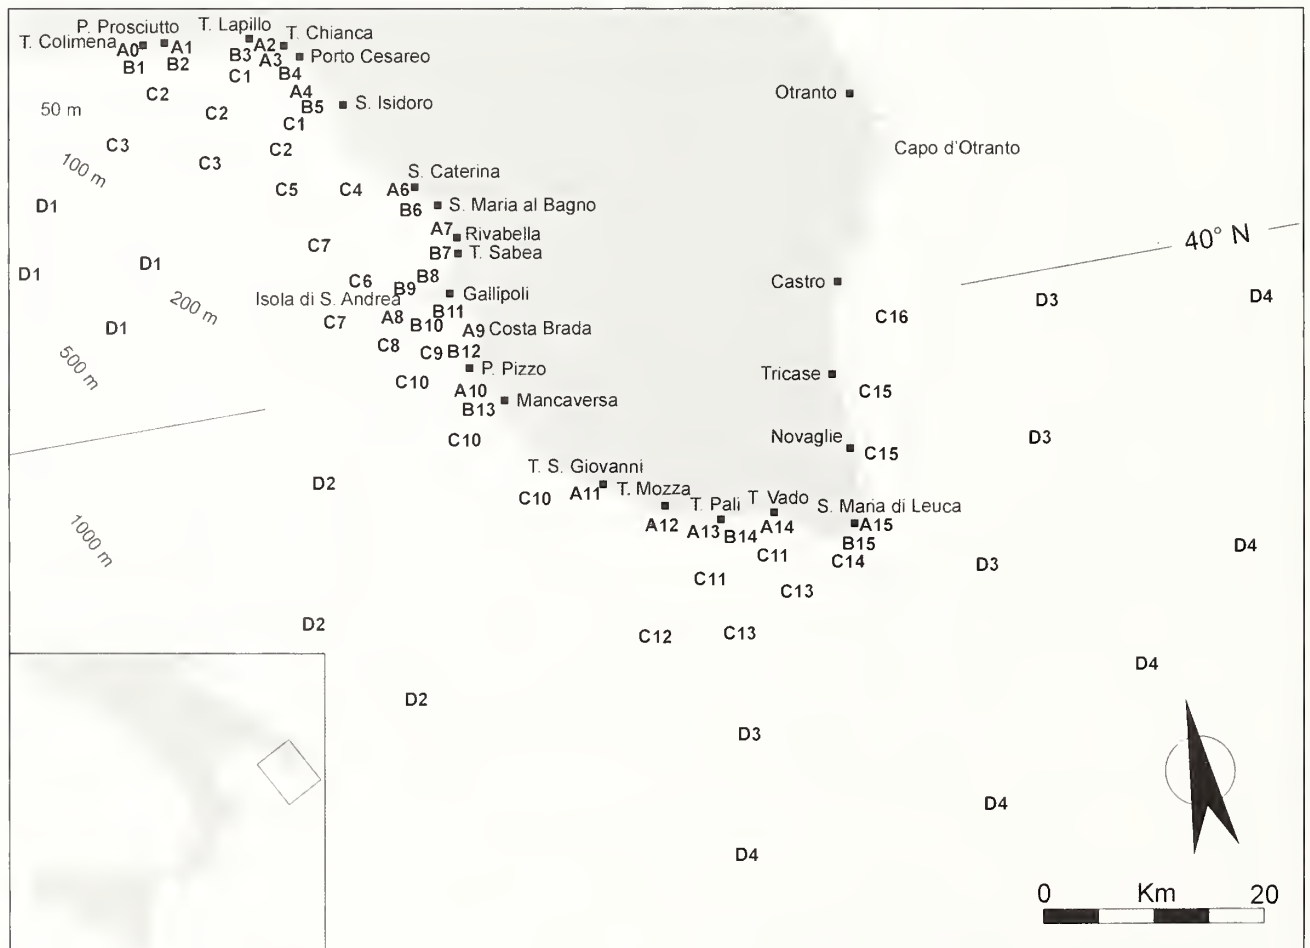 P. Prosciutto
T. Lapillo
T. Colimena
A0
A1
A2
T. Chianca
B1
B2
B3
A3
Porto Cesareo
C1
B4
C2
A4
50 m
C2
B5
S. Isidoro
C1
Otranto
C3
C2
Capo d'Otranto
100 m
C3
S. Caterina
C5
C4
A6
D1
B6
S. Maria al Bagno
A7
Rivabella
C7
B7
T. Sabea
40° N
D1
D1
B8
C6
B9
Castro
200 m
Isola di S. Andrea
Gallipoli
D3
D4
B11
C7
A8
B10
A9
Costa Brada
C16
D1
C8
C9
B12
500 m
P. Pizzo
Tricase
C10
A10
C15
B13
Mancaversa
C10
Novaglie
C15
D3
T. S. Giovanni
D2
C10
A11
T. Mozza
T. Pali
T. Vado
S. Maria di Leuca
A12
A13
A14
A15
1000 m
B14
B15
C11
C14
D4
C11
D3
C13
D2
C12
C13
D4
D2
D3
D4
D4
0 Km 20